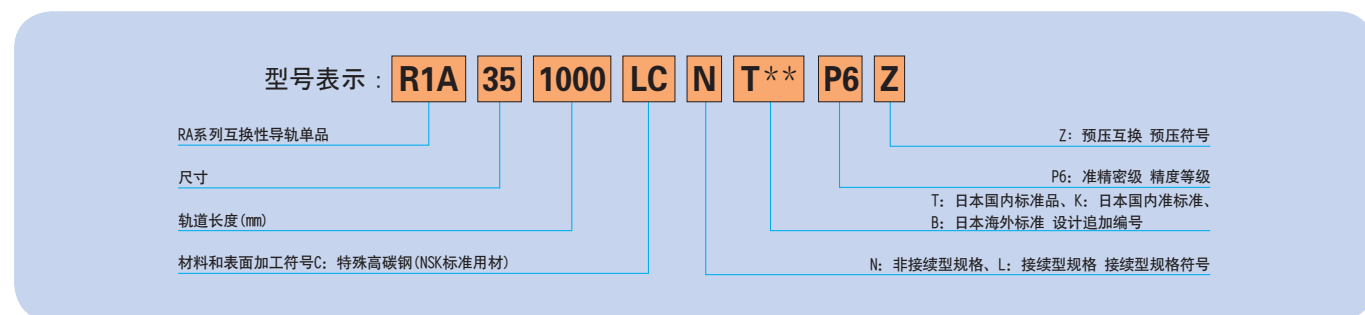 型号表示：R1A 35 1000 LC N T** P6 Z
RA系列互换性导轨单品
Z：预压互换 预压符号
尺寸
P6：准精密级 精度等级
T：日本国内标准品、K：日本国内准标准、
B：日本海外标准 设计追加编号
轨道长度(mm)
材料和表面加工符号C：特殊高碳钢(NSK标准用材)
N：非接续型规格、L：接续型规格 接续型规格符号